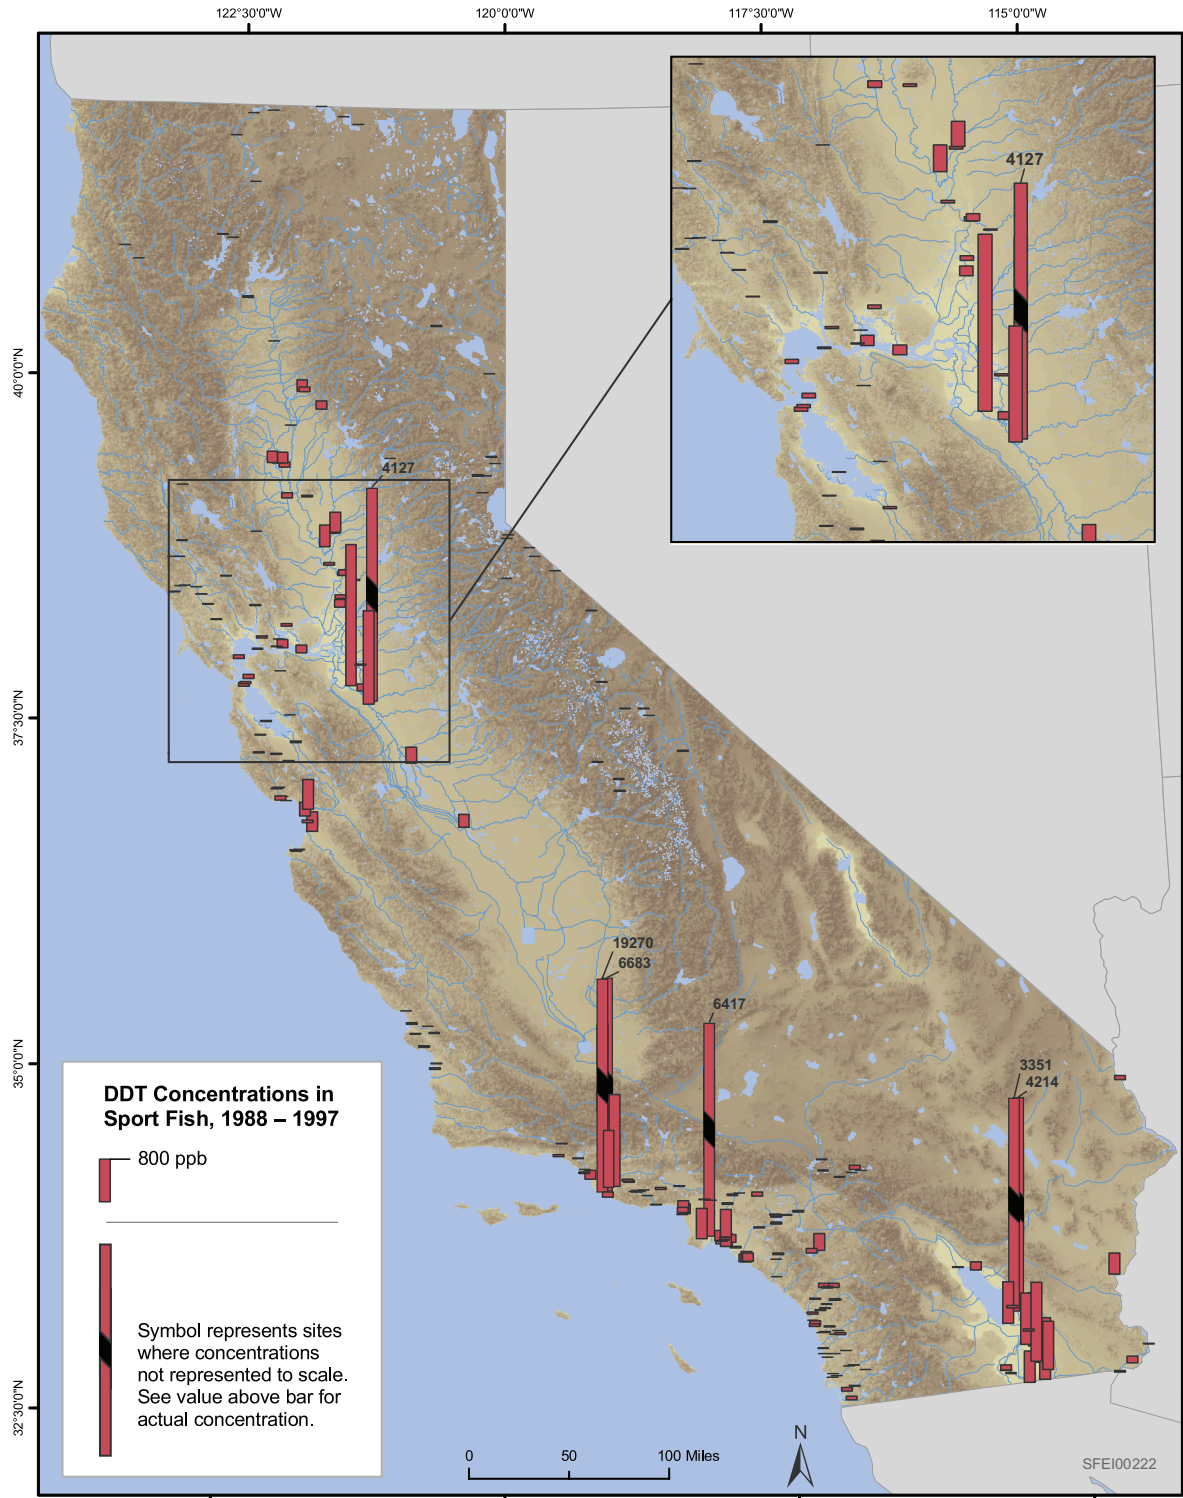 122°30'0"W 120°0'0"W 117°30'0"W 115°0'0"W
4127
40°0'0"N
4127
37°30'0"N
19270
6683
6417
35°0'0"N
3351
4214
DDT Concentrations in
Sport Fish, 1988 – 1997
800 ppb
Symbol represents sites
where concentrations
not represented to scale.
See value above bar for
actual concentration.
32°30'0"N
N
0 50 100 Miles
SFEI00222